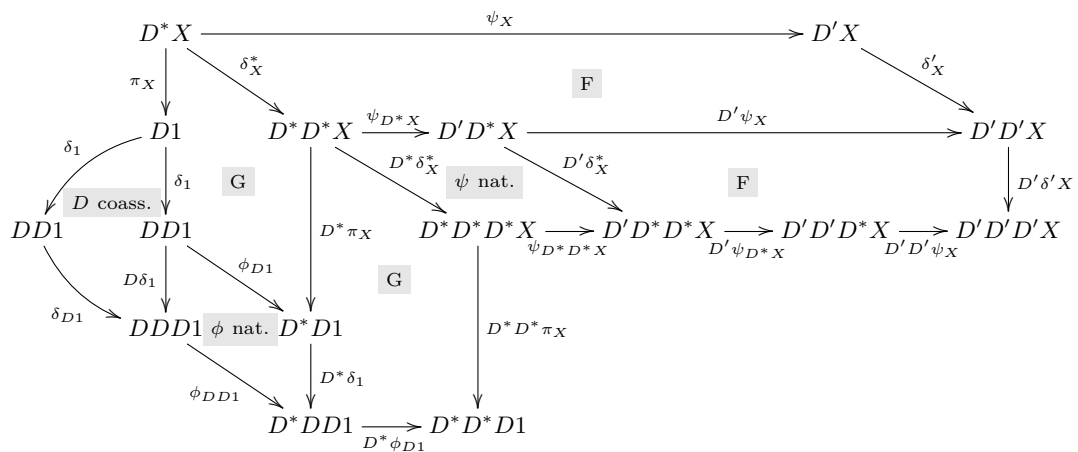 ψ_X
D*X D′X
π_X δ*_X F δ′_X
ψ_{D*X} D′ψ_X
D1 D*D*X D′D*X D′D′X
δ_1 δ_1 G D*δ*_X ψ nat. D′δ*_X F D′δ′X
D coass.
DD1 DD1 D*π_X D*D*D*X D′D*D*X D′D′D*X D′D′D′X
ψ_{D*D*X} D′ψ_{D*X} D′D′ψ_X
δ_{D1} Dδ_1 φ_{D1} G
DDD1 φ nat. D*D1 D*D*π_X
φ_{DD1} D*δ_1
D*DD1 D*D*D1
D*φ_{D1}